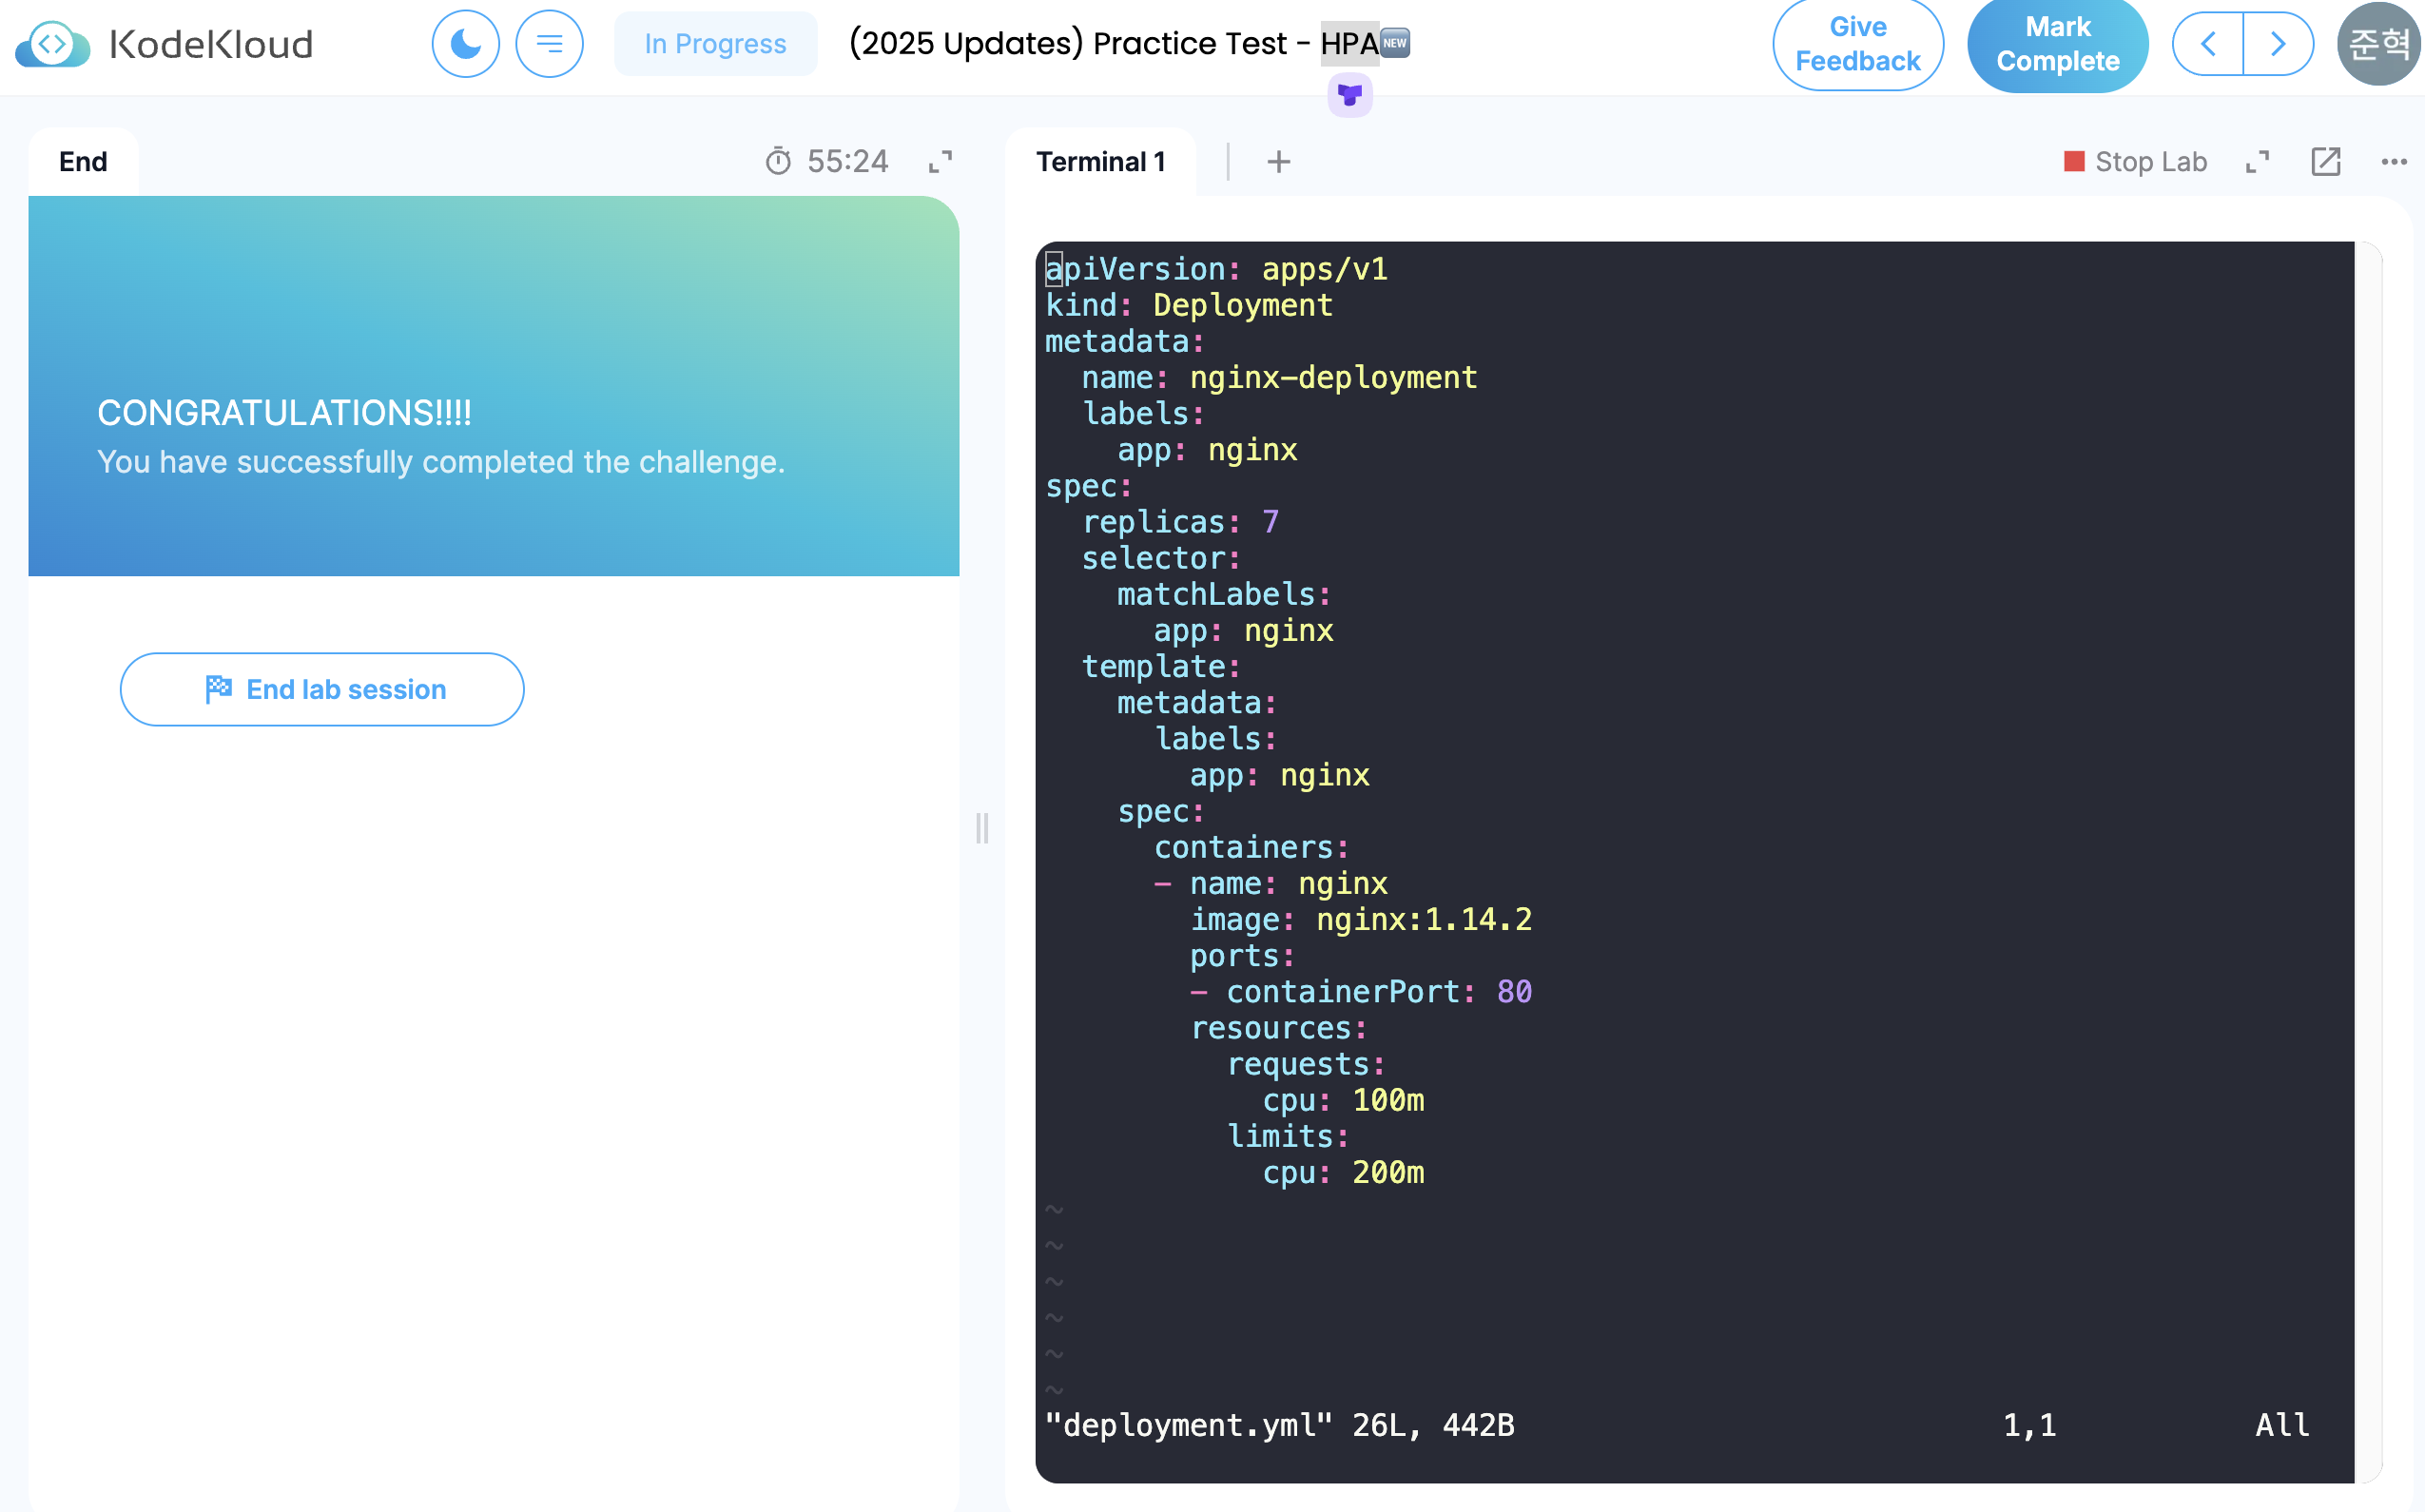 KodeKloud
In Progress
(2025 Updates) Practice Test - HPA🆕
Give Feedback
Mark Complete
준혁
End
55:24
CONGRATULATIONS!!!!
You have successfully completed the challenge.
End lab session
Terminal 1
+
Stop Lab
apiVersion: apps/v1
kind: Deployment
metadata:
  name: nginx-deployment
  labels:
    app: nginx
spec:
  replicas: 7
  selector:
    matchLabels:
      app: nginx
  template:
    metadata:
      labels:
        app: nginx
    spec:
      containers:
      - name: nginx
        image: nginx:1.14.2
        ports:
        - containerPort: 80
        resources:
          requests:
            cpu: 100m
          limits:
            cpu: 200m
~
~
~
~
~
~
"deployment.yml" 26L, 442B 1,1 All